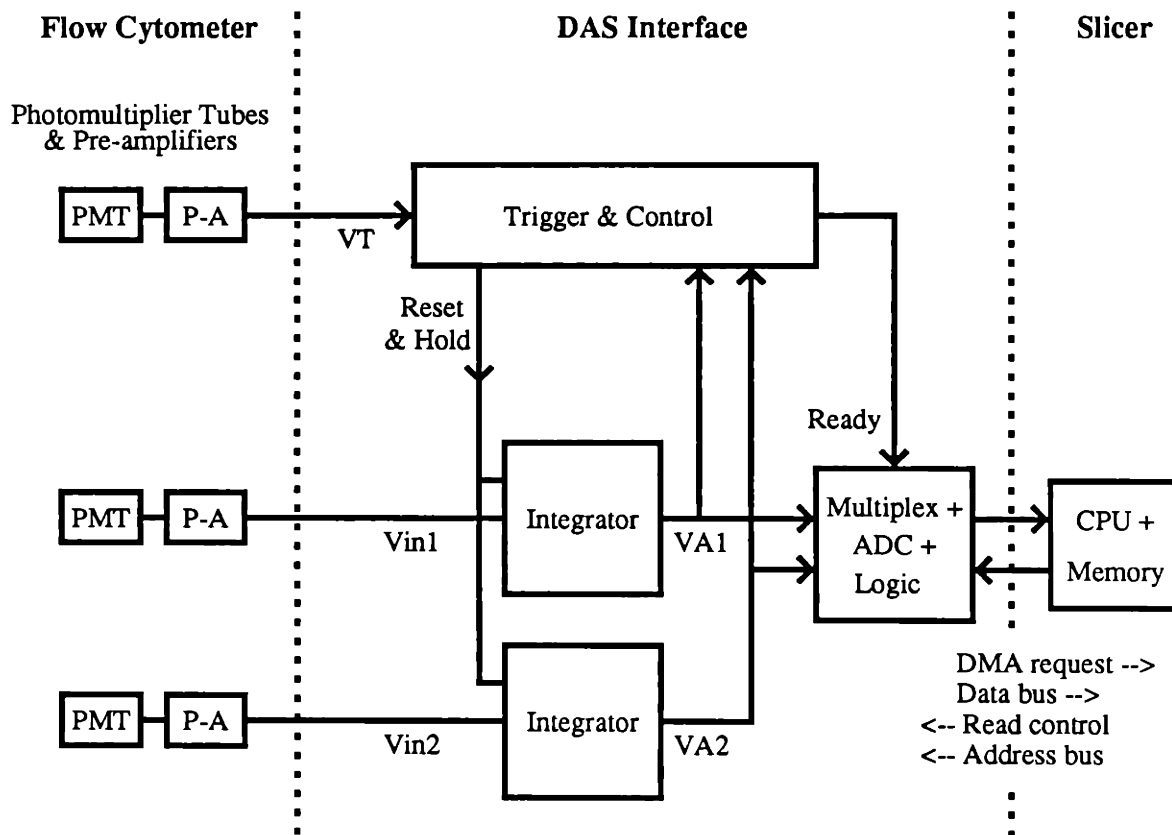 Flow Cytometer
DAS Interface
Slicer
Photomultiplier Tubes
& Pre-amplifiers
PMT
P-A
VT
Trigger & Control
Reset
& Hold
Ready
PMT
P-A
Vin1
Integrator
VA1
Multiplex +
ADC +
Logic
CPU +
Memory
PMT
P-A
Vin2
Integrator
VA2
DMA request -->
Data bus -->
<-- Read control
<-- Address bus